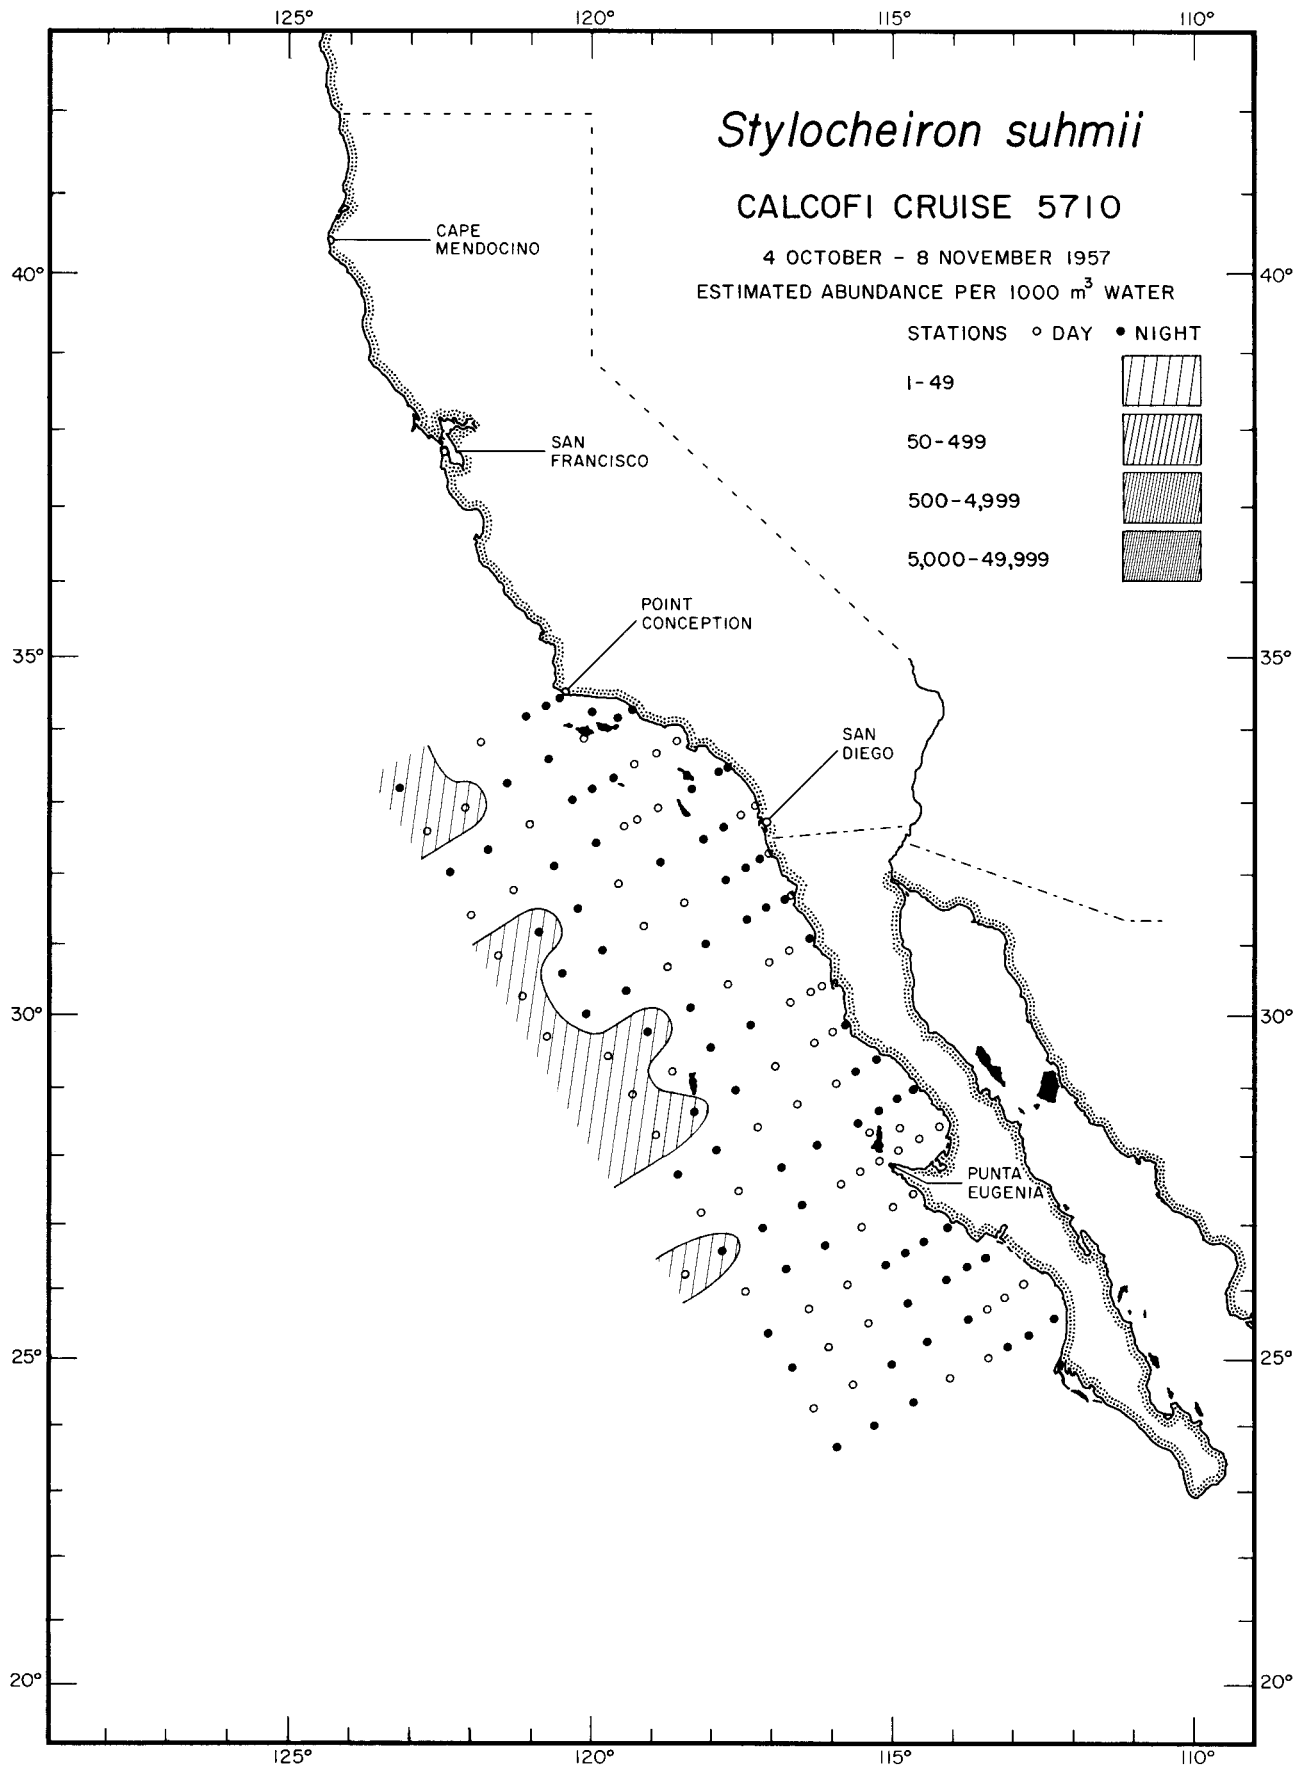 125° 120° 115° 110°
Stylocheiron suhmii
CALCOFI CRUISE 5710
4 OCTOBER – 8 NOVEMBER 1957
ESTIMATED ABUNDANCE PER 1000 m³ WATER
STATIONS ○ DAY ● NIGHT
1-49
50-499
500-4,999
5,000-49,999
CAPE
MENDOCINO
40° 40°
SAN
FRANCISCO
POINT
CONCEPTION
35° 35°
SAN
DIEGO
30° 30°
PUNTA
EUGENIA
25° 25°
20° 20°
125° 120° 115° 110°